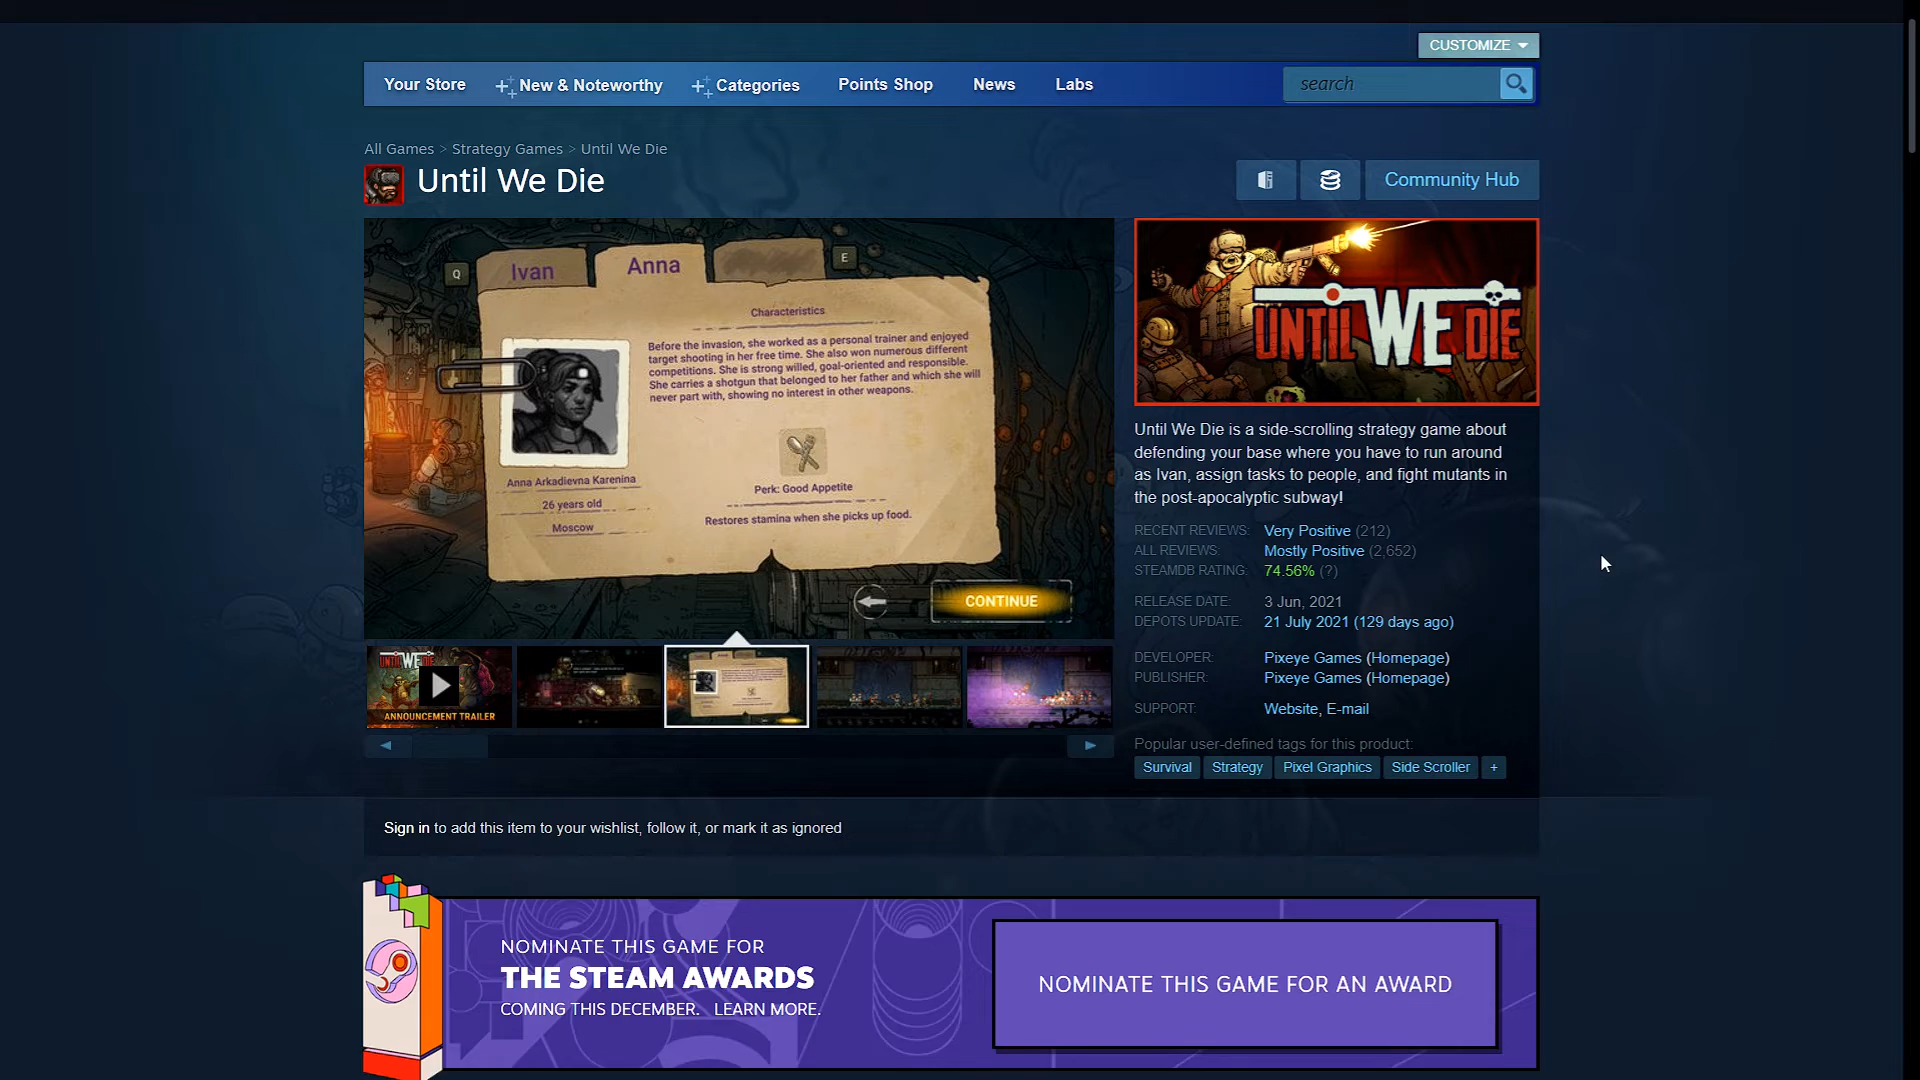 CUSTOMIZE
Your Store
New & Noteworthy
Categories
Points Shop
News
Labs
search
All Games > Strategy Games > Until We Die
Until We Die
Community Hub
Q
Ivan
Anna
E
Characteristics
Before the invasion, she worked as a personal trainer and enjoyed
target shooting in her free time. She also won numerous different
competitions. She is strong willed, goal-oriented and responsible.
She carries a shotgun that belonged to her father and which she will
never part with, showing no interest in other weapons.
Anna Arkadievna Karenina
26 years old
Moscow
Perk: Good Appetite
Restores stamina when she picks up food.
CONTINUE
UNTIL WE DIE
ANNOUNCEMENT TRAILER
UNTIL WE DIE
Until We Die is a side-scrolling strategy game about
defending your base where you have to run around
as Ivan, assign tasks to people, and fight mutants in
the post-apocalyptic subway!
RECENT REVIEWS: Very Positive (212)
ALL REVIEWS: Mostly Positive (2,652)
STEAMDB RATING: 74.56% (?)
RELEASE DATE: 3 Jun, 2021
DEPOTS UPDATE: 21 July 2021 (129 days ago)
DEVELOPER: Pixeye Games (Homepage)
PUBLISHER: Pixeye Games (Homepage)
SUPPORT: Website, E-mail
Popular user-defined tags for this product:
Survival
Strategy
Pixel Graphics
Side Scroller
+
Sign in to add this item to your wishlist, follow it, or mark it as ignored
NOMINATE THIS GAME FOR
THE STEAM AWARDS
COMING THIS DECEMBER. LEARN MORE.
NOMINATE THIS GAME FOR AN AWARD